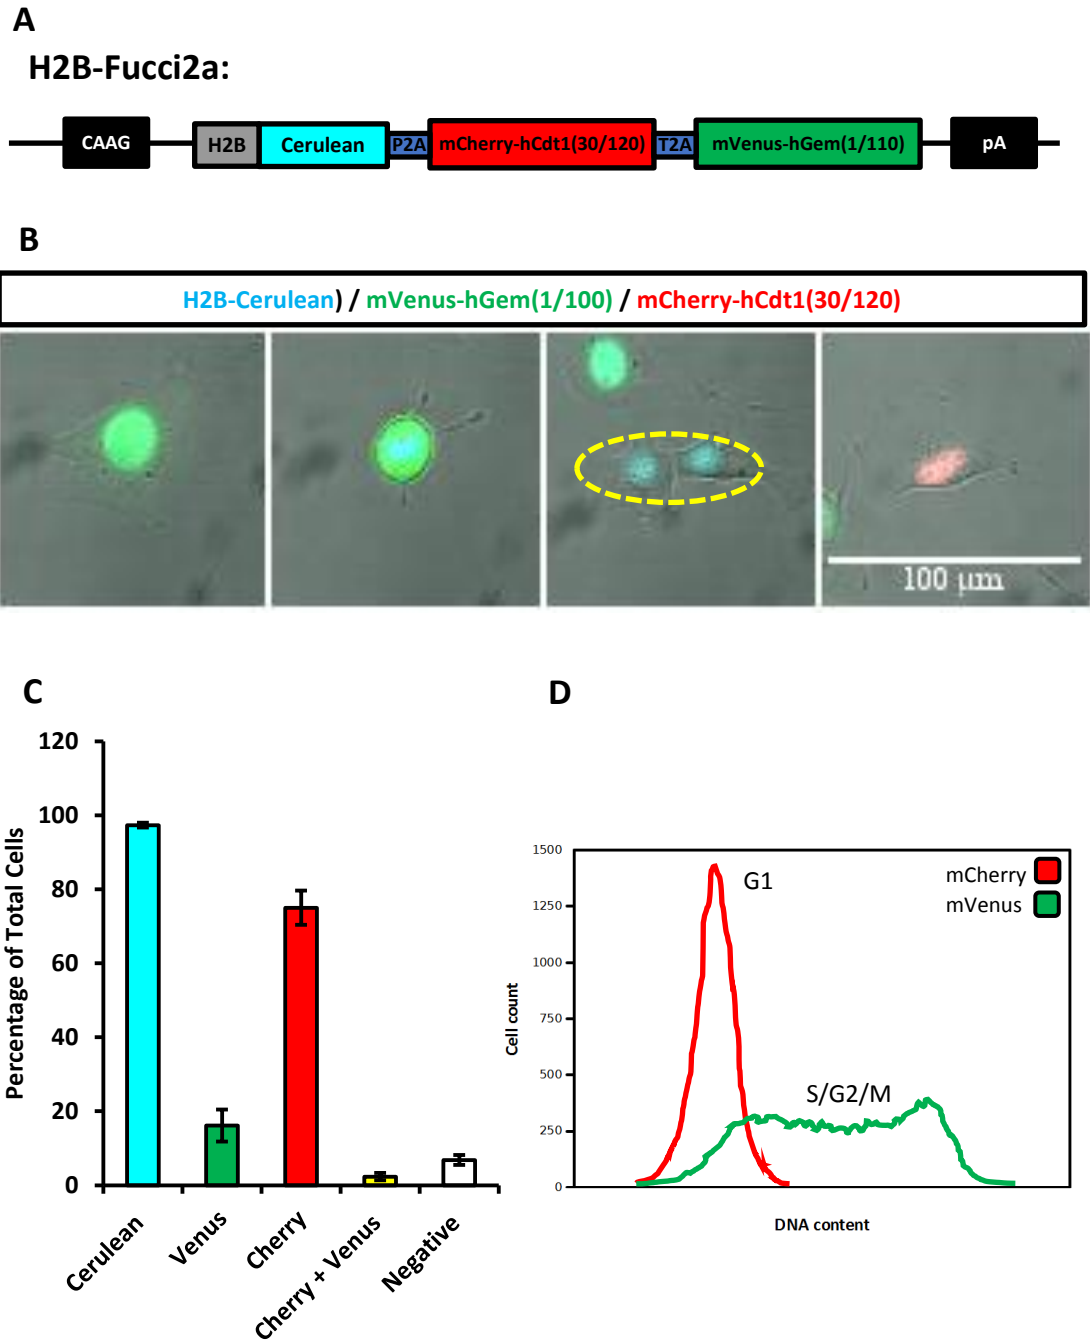 A
H2B-Fucci2a:
CAAG H2B Cerulean P2A mCherry-hCdt1(30/120) T2A mVenus-hGem(1/110) pA
B
H2B-Cerulean) / mVenus-hGem(1/100) / mCherry-hCdt1(30/120)
100 µm
C
Percentage of Total Cells
120
100
80
60
40
20
0
Cerulean
Venus
Cherry
Cherry + Venus
Negative
D
Cell count
1500
1250
1000
750
500
250
0
G1
S/G2/M
mCherry
mVenus
DNA content